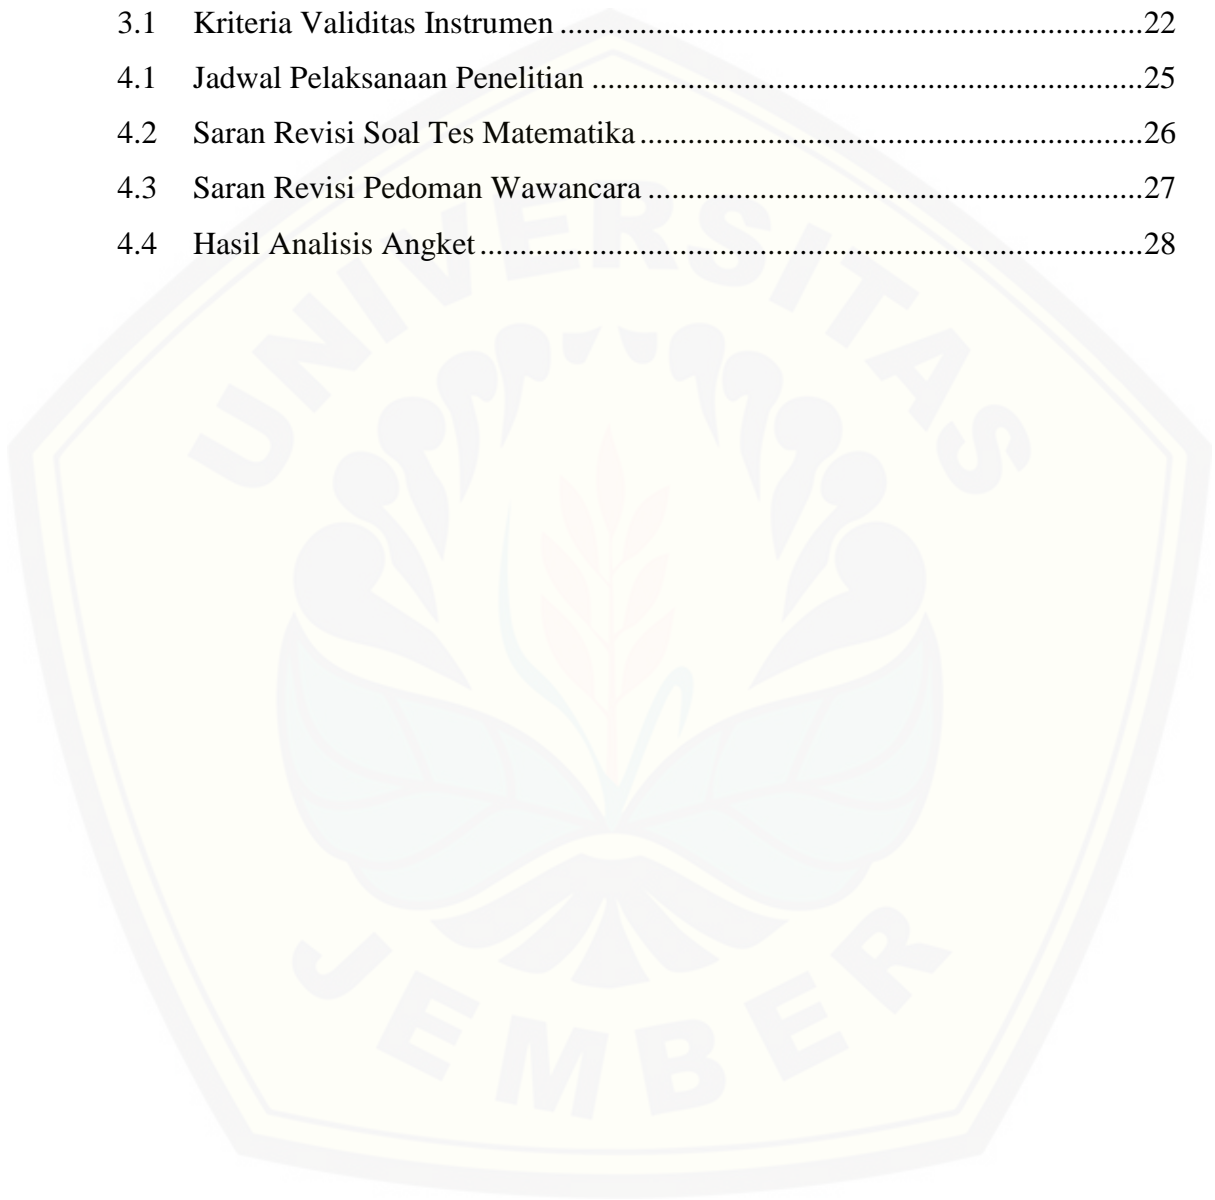 3.1 Kriteria Validitas Instrumen ........................................................................22
4.1 Jadwal Pelaksanaan Penelitian ....................................................................25
4.2 Saran Revisi Soal Tes Matematika ..............................................................26
4.3 Saran Revisi Pedoman Wawancara .............................................................27
4.4 Hasil Analisis Angket ..................................................................................28
UNIVERSITAS
JEMBER